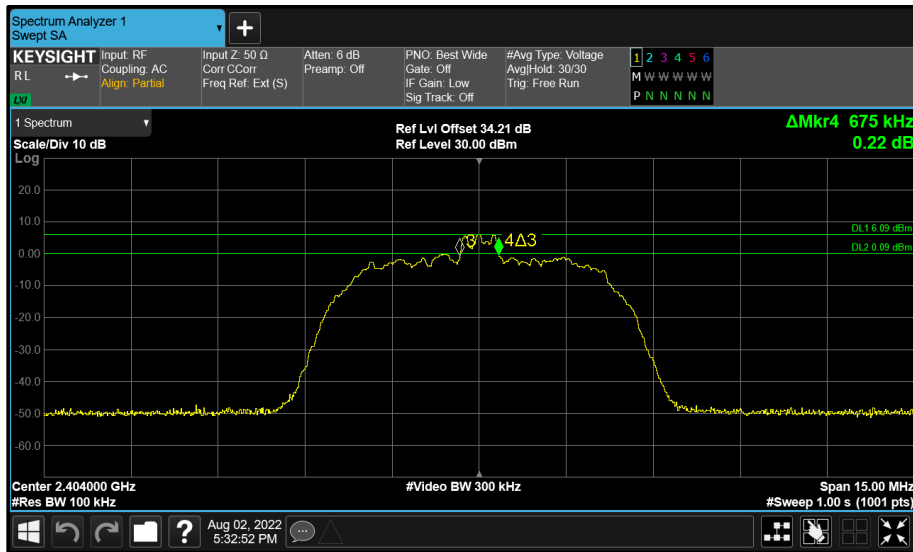 Spectrum Analyzer 1
Swept SA
+
KEYSIGHT
RL
LXI
Input: RF
Coupling: AC
Align: Partial
Input Z: 50 Ω
Corr CCorr
Freq Ref: Ext (S)
Atten: 6 dB
Preamp: Off
PNO: Best Wide
Gate: Off
IF Gain: Low
Sig Track: Off
#Avg Type: Voltage
Avg|Hold: 30/30
Trig: Free Run
1 2 3 4 5 6
M W W W W W
P N N N N N
1 Spectrum
Scale/Div 10 dB
Ref Lvl Offset 34.21 dB
Ref Level 30.00 dBm
ΔMkr4 675 kHz
0.22 dB
Log
20.0
10.0
DL1 6.09 dBm
3 4Δ3
DL2 0.09 dBm
0.00
-10.0
-20.0
-30.0
-40.0
-50.0
-60.0
Center 2.404000 GHz
#Video BW 300 kHz
Span 15.00 MHz
#Res BW 100 kHz
#Sweep 1.00 s (1001 pts)
?
Aug 02, 2022
5:32:52 PM